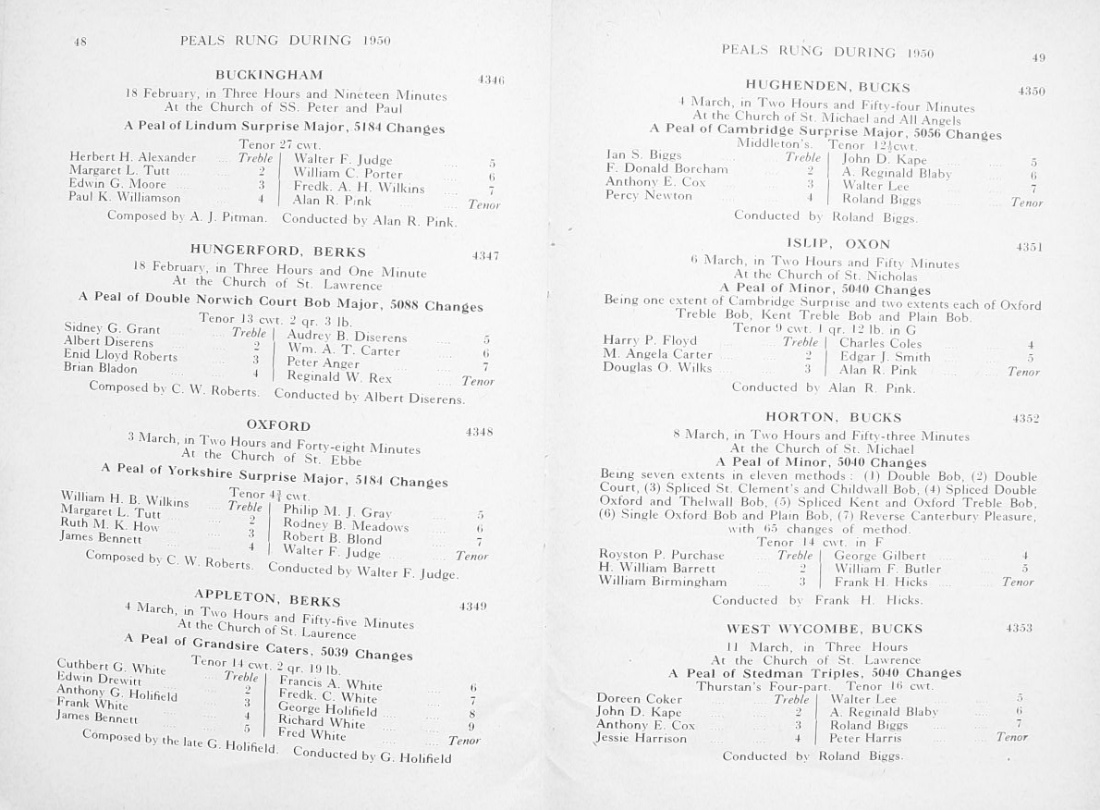 48 PEALS RUNG DURING 1950
BUCKINGHAM 4346
18 February, in Three Hours and Nineteen Minutes
At the Church of SS. Peter and Paul
A Peal of Lindum Surprise Major, 5184 Changes
Tenor 27 cwt.
Herbert H. Alexander Treble Walter F. Judge 5
Margaret L. Tutt 2 William C. Porter 6
Edwin G. Moore 3 Fredk. A. H. Wilkins 7
Paul K. Williamson 4 Alan R. Pink Tenor
Composed by A. J. Pitman. Conducted by Alan R. Pink.
HUNGERFORD, BERKS 4347
18 February, in Three Hours and One Minute
At the Church of St. Lawrence
A Peal of Double Norwich Court Bob Major, 5088 Changes
Tenor 13 cwt. 2 qr. 3 lb.
Sidney G. Grant Treble Audrey B. Diserens 5
Albert Diserens 2 Wm. A. T. Carter 6
Enid Lloyd Roberts 3 Peter Anger 7
Brian Bladon 4 Reginald W. Rex Tenor
Composed by C. W. Roberts. Conducted by Albert Diserens.
OXFORD 4348
3 March, in Two Hours and Forty-eight Minutes
At the Church of St. Ebbe
A Peal of Yorkshire Surprise Major, 5184 Changes
Tenor 4¾ cwt.
William H. B. Wilkins Treble Philip M. J. Gray 5
Margaret L. Tutt 2 Rodney B. Meadows 6
Ruth M. K. How 3 Robert B. Blond 7
James Bennett 4 Walter F. Judge Tenor
Composed by C. W. Roberts. Conducted by Walter F. Judge.
APPLETON, BERKS 4349
4 March, in Two Hours and Fifty-five Minutes
At the Church of St. Laurence
A Peal of Grandsire Caters, 5039 Changes
Tenor 14 cwt. 2 qr. 19 lb.
Cuthbert G. White Treble Francis A. White 6
Edwin Drewitt 2 Fredk. C. White 7
Anthony G. Holifield 3 George Holifield 8
Frank White 4 Richard White 9
James Bennett 5 Fred White Tenor
Composed by the late G. Holifield. Conducted by G. Holifield
PEALS RUNG DURING 1950 49
HUGHENDEN, BUCKS 4350
4 March, in Two Hours and Fifty-four Minutes
At the Church of St. Michael and All Angels
A Peal of Cambridge Surprise Major, 5056 Changes
Middleton's. Tenor 12½ cwt.
Ian S. Biggs Treble John D. Kape 5
F. Donald Boreham 2 A. Reginald Blaby 6
Anthony E. Cox 3 Walter Lee 7
Percy Newton 4 Roland Biggs Tenor
Conducted by Roland Biggs.
ISLIP, OXON 4351
6 March, in Two Hours and Fifty Minutes
At the Church of St. Nicholas
A Peal of Minor, 5040 Changes
Being one extent of Cambridge Surprise and two extents each of Oxford
Treble Bob, Kent Treble Bob and Plain Bob.
Tenor 9 cwt. 1 qr. 12 lb. in G
Harry P. Floyd Treble Charles Coles 4
M. Angela Carter 2 Edgar J. Smith 5
Douglas O. Wilks 3 Alan R. Pink Tenor
Conducted by Alan R. Pink.
HORTON, BUCKS 4352
8 March, in Two Hours and Fifty-three Minutes
At the Church of St. Michael
A Peal of Minor, 5040 Changes
Being seven extents in eleven methods: (1) Double Bob, (2) Double
Court, (3) Spliced St. Clement's and Childwall Bob, (4) Spliced Double
Oxford and Thelwall Bob, (5) Spliced Kent and Oxford Treble Bob,
(6) Single Oxford Bob and Plain Bob, (7) Reverse Canterbury Pleasure,
with 65 changes of method.
Tenor 14 cwt. in F
Royston P. Purchase Treble George Gilbert 4
H. William Barrett 2 William F. Butler 5
William Birmingham 3 Frank H. Hicks Tenor
Conducted by Frank H. Hicks.
WEST WYCOMBE, BUCKS 4353
11 March, in Three Hours
At the Church of St. Lawrence
A Peal of Stedman Triples, 5040 Changes
Thurstan's Four-part. Tenor 16 cwt.
Doreen Coker Treble Walter Lee 5
John D. Kape 2 A. Reginald Blaby 6
Anthony E. Cox 3 Roland Biggs 7
Jessie Harrison 4 Peter Harris Tenor
Conducted by Roland Biggs.